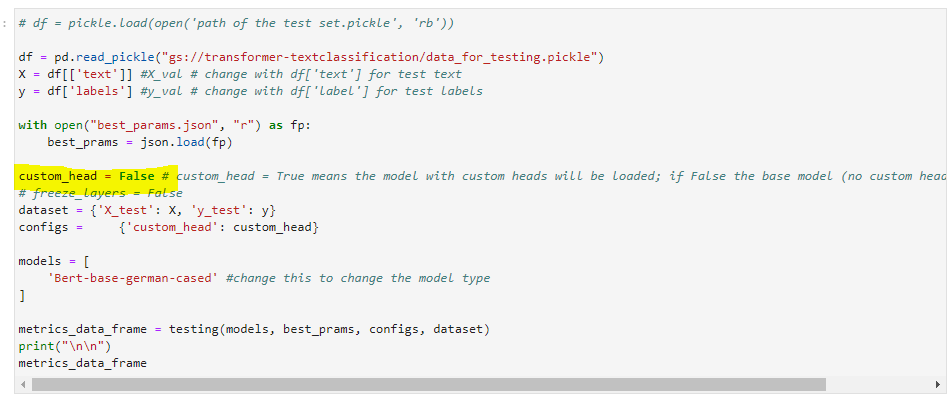 : # df = pickle.load(open('path of the test set.pickle', 'rb'))
df = pd.read_pickle("gs://transformer-textclassification/data_for_testing.pickle")
X = df[['text']] #X_val # change with df['text'] for test text
y = df['labels'] #y_val # change with df['label'] for test labels
with open("best_params.json", "r") as fp:
    best_prams = json.load(fp)
custom_head = False # custom_head = True means the model with custom heads will be loaded; if False the base model (no custom head
# freeze_layers = False
dataset = {'X_test': X, 'y_test': y}
configs =     {'custom_head': custom_head}
models = [
    'Bert-base-german-cased' #change this to change the model type
]
metrics_data_frame = testing(models, best_prams, configs, dataset)
print("\n\n")
metrics_data_frame